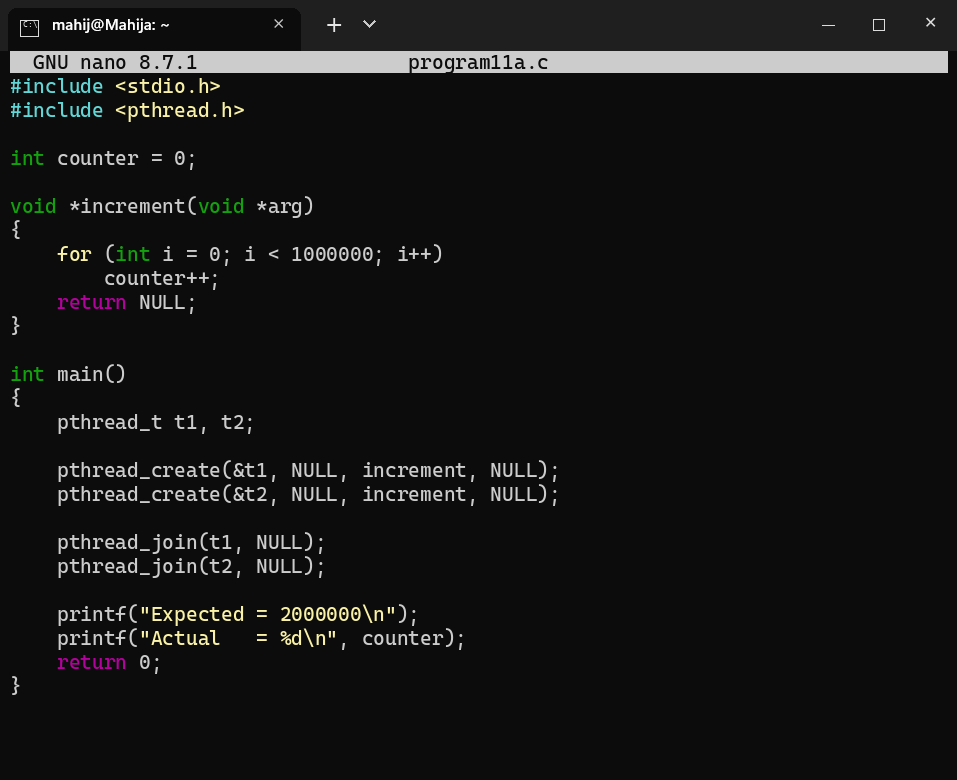 mahij@Mahija: ~
GNU nano 8.7.1 program11a.c
#include <stdio.h>
#include <pthread.h>

int counter = 0;

void *increment(void *arg)
{
    for (int i = 0; i < 1000000; i++)
        counter++;
    return NULL;
}

int main()
{
    pthread_t t1, t2;

    pthread_create(&t1, NULL, increment, NULL);
    pthread_create(&t2, NULL, increment, NULL);

    pthread_join(t1, NULL);
    pthread_join(t2, NULL);

    printf("Expected = 2000000\n");
    printf("Actual   = %d\n", counter);
    return 0;
}